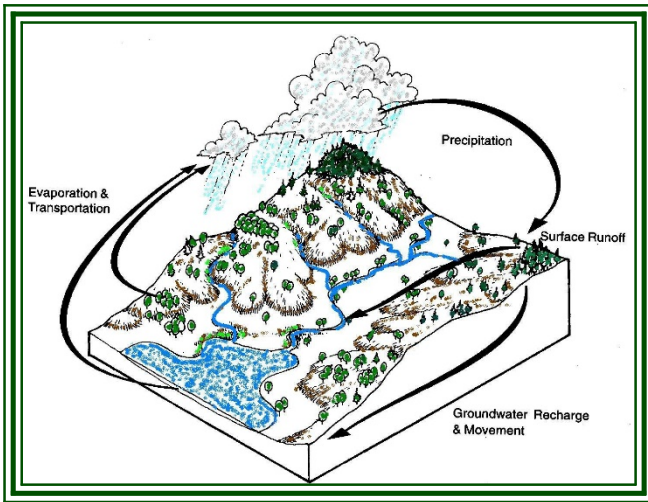 Precipitation
Evaporation &
Transportation
Surface Runoff
Groundwater Recharge
& Movement